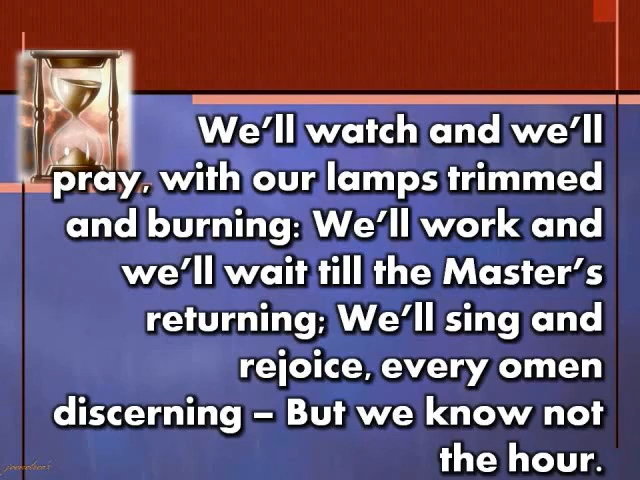 We'll watch and we'll
pray, with our lamps trimmed
and burning: We'll work and
we'll wait till the Master's
returning; We'll sing and
rejoice, every omen
discerning – But we know not
the hour.